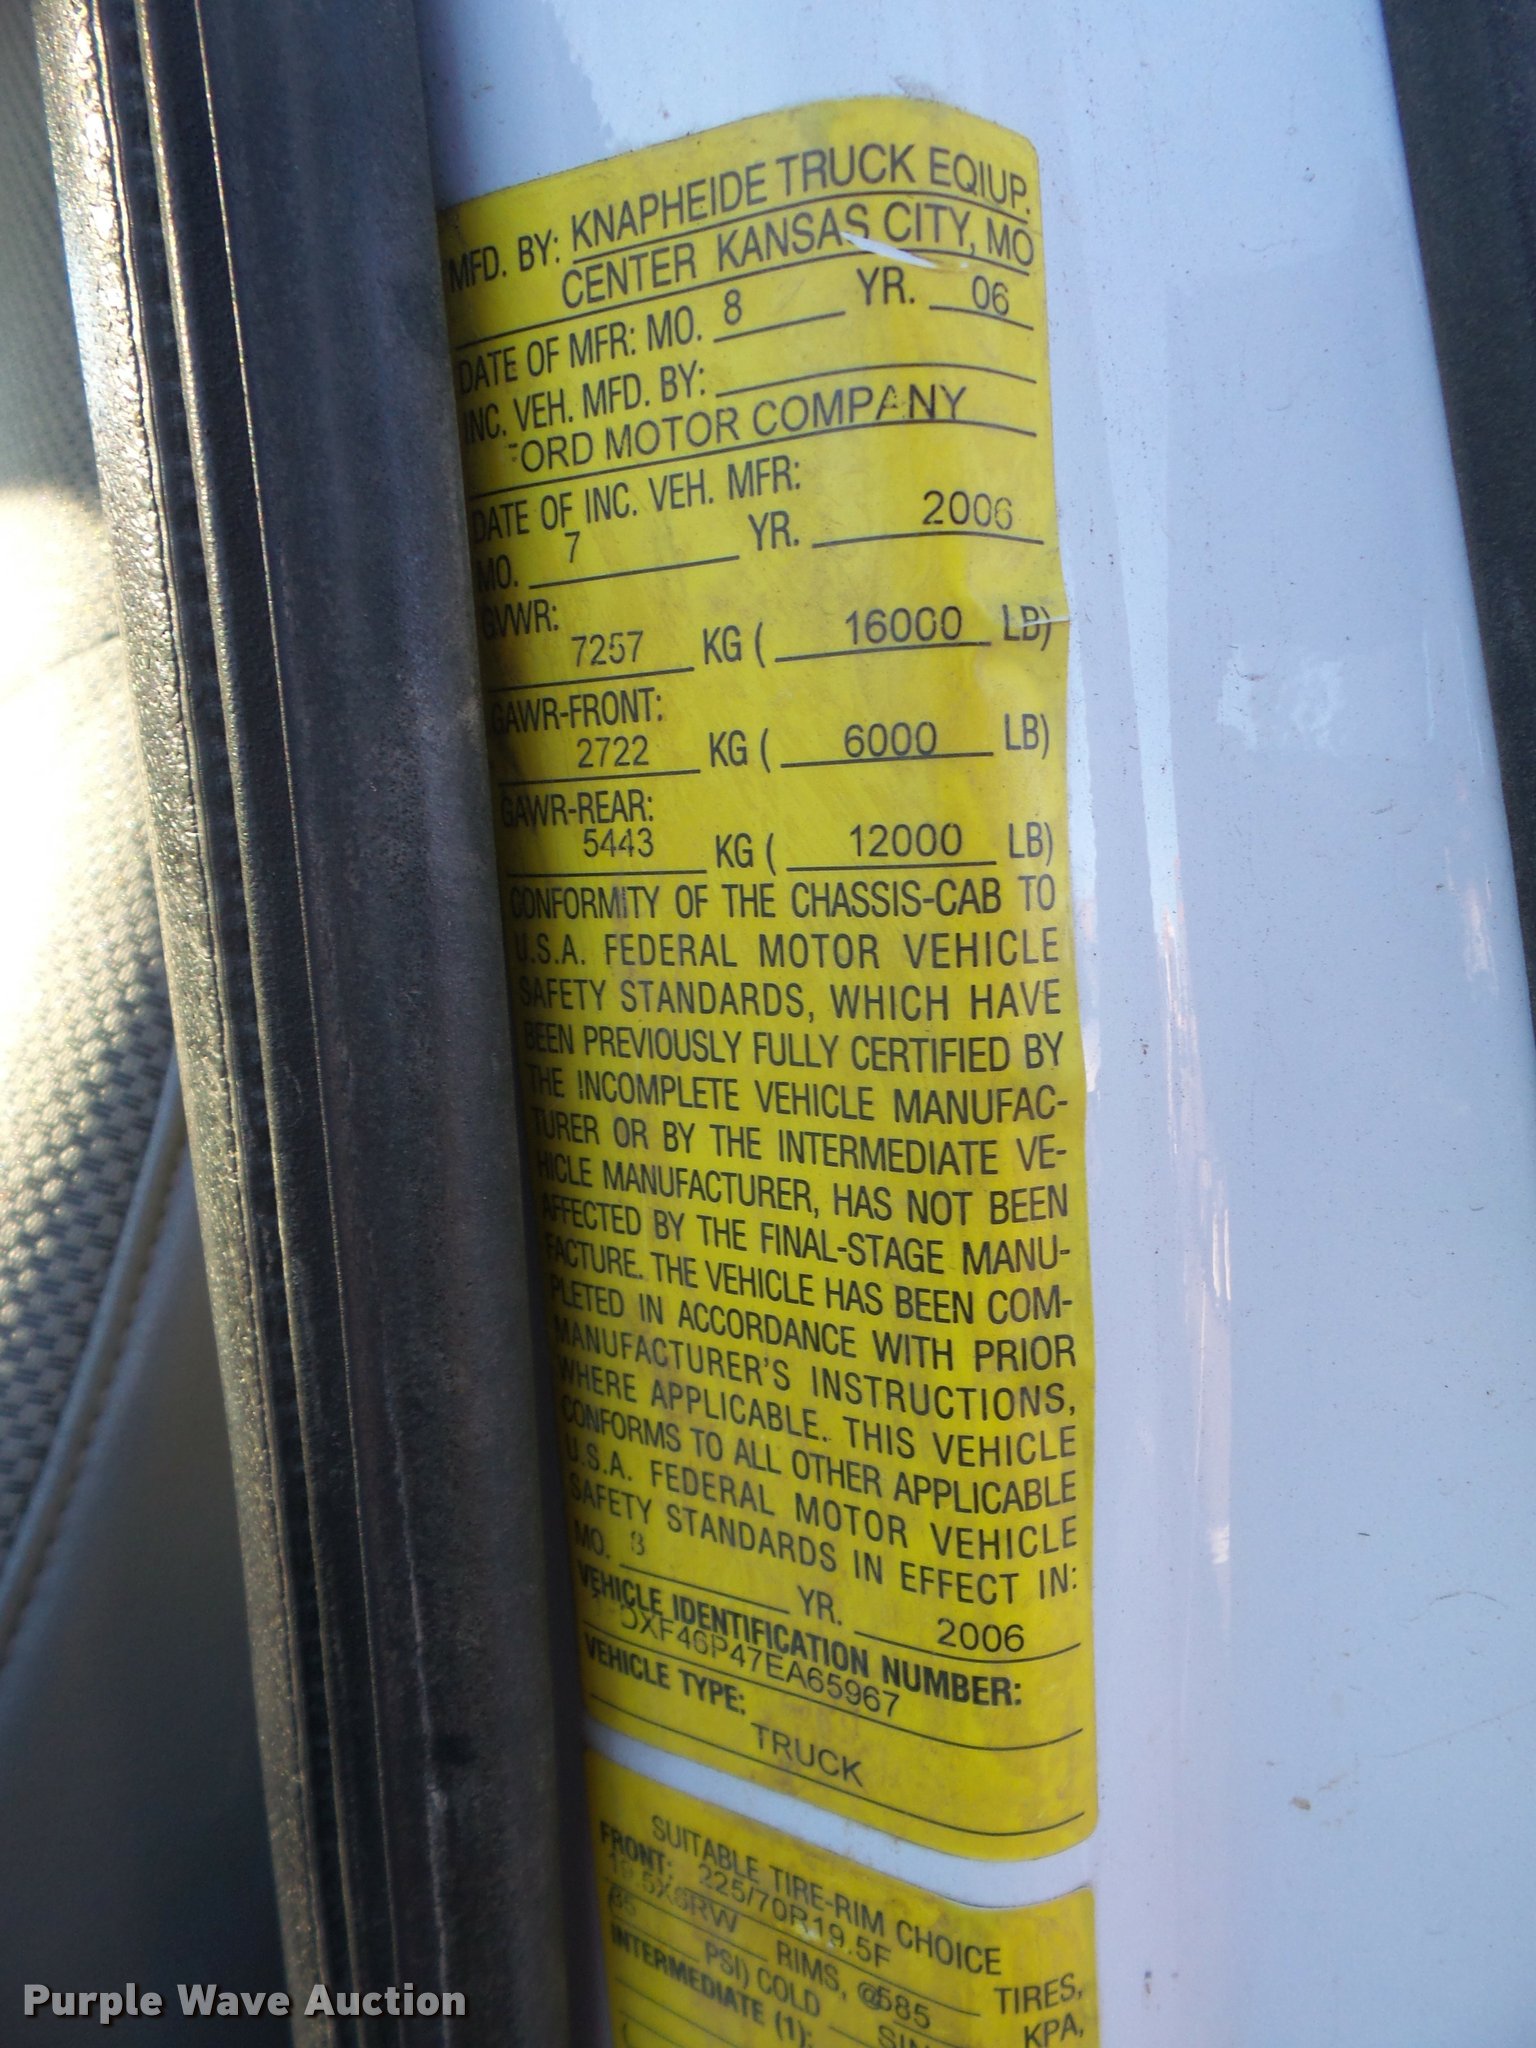 MFD. BY: KNAPHEIDE TRUCK EQIUP.
CENTER KANSAS CITY, MO
DATE OF MFR: MO. 8 YR. 06
INC. VEH. MFD. BY:
FORD MOTOR COMPANY
DATE OF INC. VEH. MFR:
MO. 7 YR. 2006
GVWR:
7257 KG ( 16000 LB)
GAWR-FRONT:
2722 KG ( 6000 LB)
GAWR-REAR:
5443 KG ( 12000 LB)
CONFORMITY OF THE CHASSIS-CAB TO
U.S.A. FEDERAL MOTOR VEHICLE
SAFETY STANDARDS, WHICH HAVE
BEEN PREVIOUSLY FULLY CERTIFIED BY
THE INCOMPLETE VEHICLE MANUFAC-
TURER OR BY THE INTERMEDIATE VE-
HICLE MANUFACTURER, HAS NOT BEEN
AFFECTED BY THE FINAL-STAGE MANU-
FACTURE. THE VEHICLE HAS BEEN COM-
PLETED IN ACCORDANCE WITH PRIOR
MANUFACTURER'S INSTRUCTIONS,
WHERE APPLICABLE. THIS VEHICLE
CONFORMS TO ALL OTHER APPLICABLE
U.S.A. FEDERAL MOTOR VEHICLE
SAFETY STANDARDS IN EFFECT IN:
MO. 8 YR. 2006
VEHICLE IDENTIFICATION NUMBER:
DXF46P47EA65967
VEHICLE TYPE:
TRUCK
SUITABLE TIRE-RIM CHOICE
FRONT: 225/70R19.5F TIRES,
19.5X6RW RIMS, @585 KPA,
85 PSI) COLD
INTERMEDIATE (1):
Purple Wave Auction